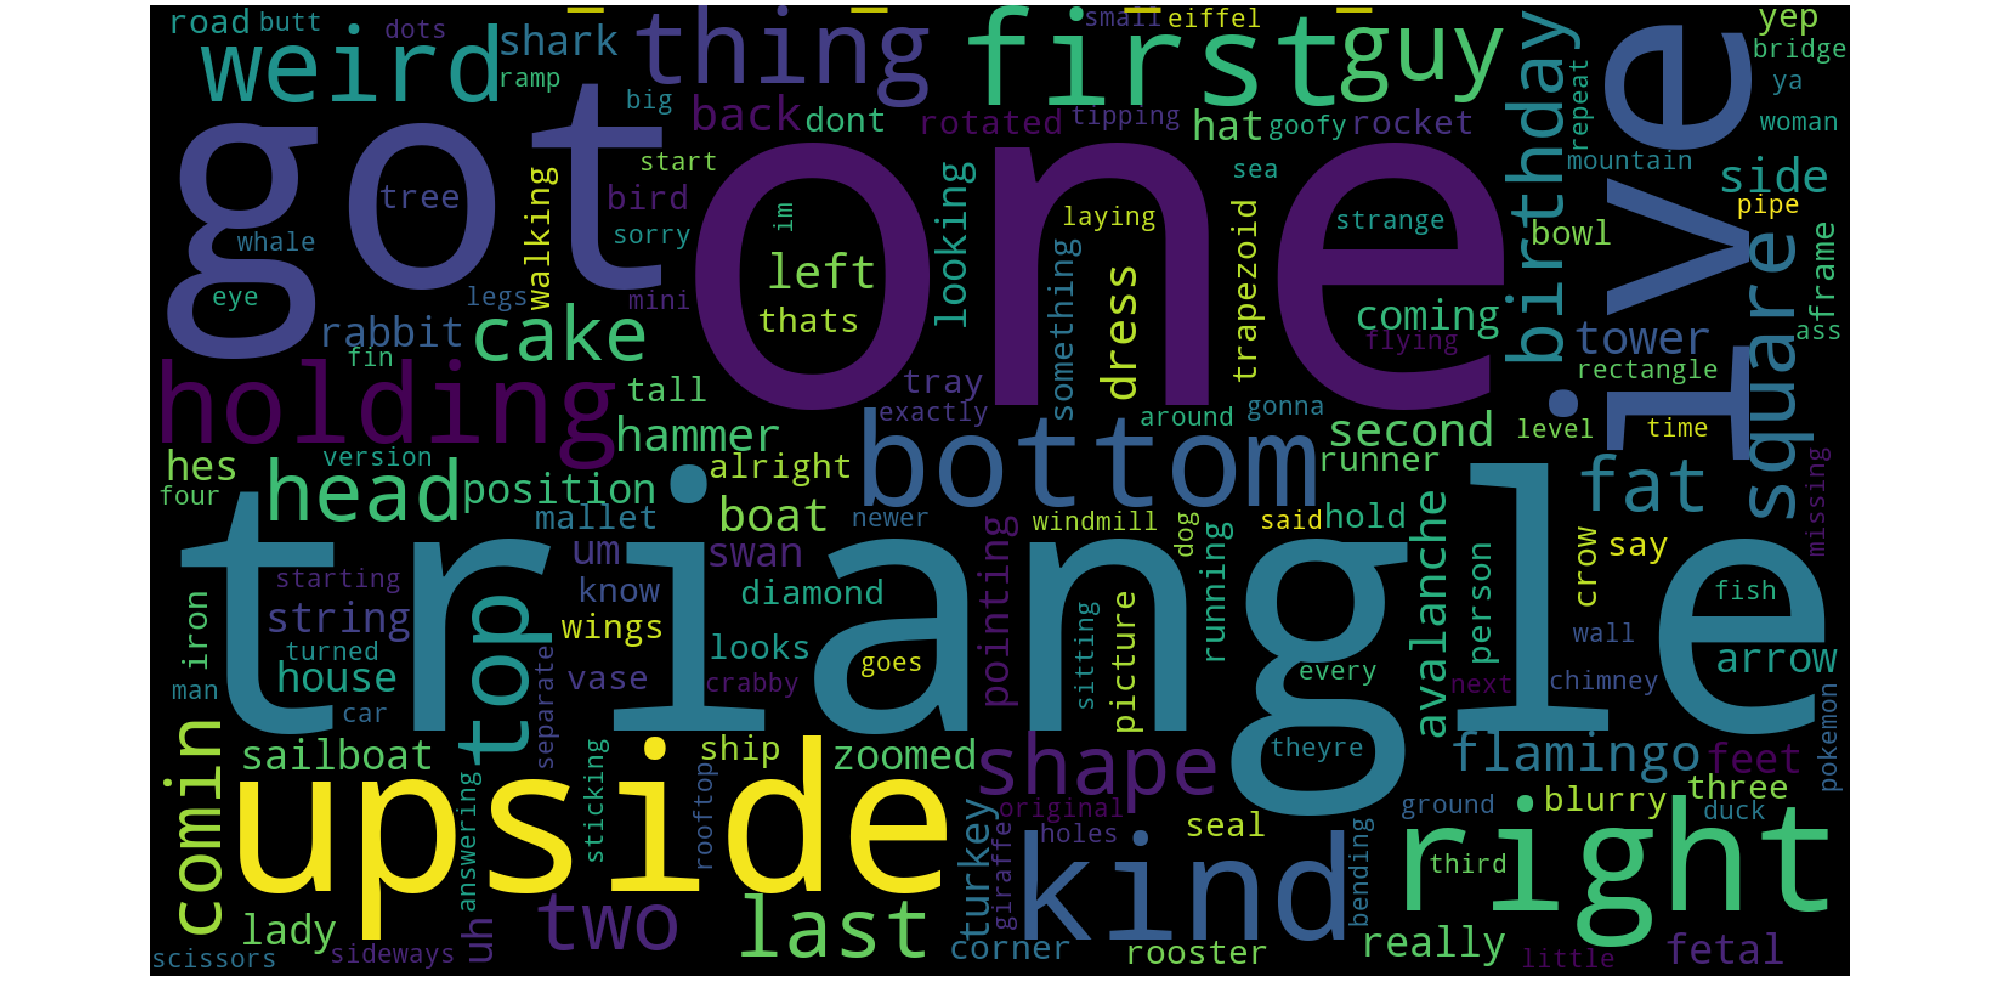 road butt dots shark small eiffel yep
weird thing first guy bridge
ramp birthday ive ya
big back dont rotated tipping hat goofy rocket repeat woman
got one
start looking sea mountain side
tree walking bird im laying strange pipe
whale sorry left something trapezoid bowl square frame
eye legs mini thats dress coming tower ass
rabbit cake flying
fin tall tray rectangle
holding exactly around gonna
hammer bottom second level time
hes version alright runner fat missing
four head position
triangle
mallet boat newer pointing windmill dog said hold
um swan running avalanche person crow say
starting know diamond picture fish
iron string wings sitting wall
turned looks goes arrow
man house separate vase crabby every next chimney
car top
comin sailboat sticking ship zoomed shape theyre flamingo feet pokemon
upside rooftop three
answering original ground blurry duck
turkey giraffe holes seal kind bending right
third
lady uh two last corner rooster really fetal
scissors sideways little